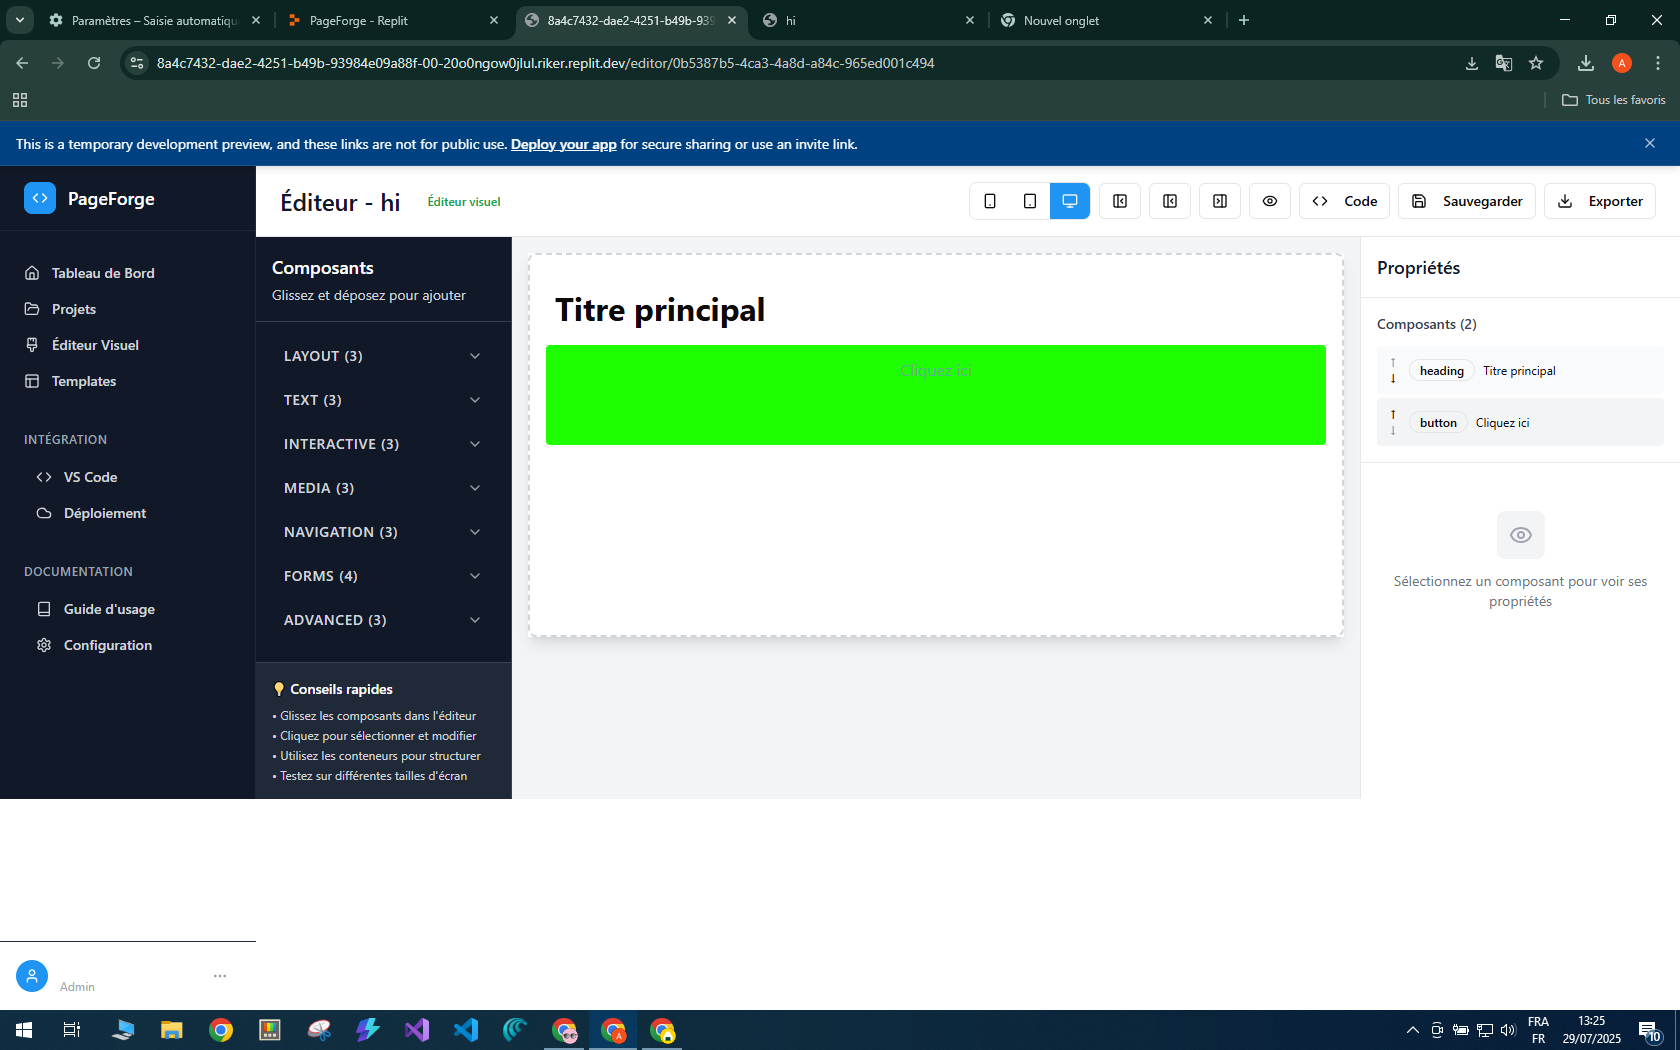 Paramètres – Saisie automatiqu
PageForge - Replit
8a4c7432-dae2-4251-b49b-939
hi
Nouvel onglet
8a4c7432-dae2-4251-b49b-93984e09a88f-00-20o0ngow0jlul.riker.replit.dev/editor/0b5387b5-4ca3-4a8d-a84c-965ed001c494
A
Tous les favoris
This is a temporary development preview, and these links are not for public use. Deploy your app for secure sharing or use an invite link.
PageForge
Éditeur - hi
Éditeur visuel
Code
Sauvegarder
Exporter
Tableau de Bord
Projets
Éditeur Visuel
Templates
INTÉGRATION
VS Code
Déploiement
DOCUMENTATION
Guide d'usage
Configuration
Admin
Composants
Glissez et déposez pour ajouter
LAYOUT (3)
TEXT (3)
INTERACTIVE (3)
MEDIA (3)
NAVIGATION (3)
FORMS (4)
ADVANCED (3)
Conseils rapides
• Glissez les composants dans l'éditeur
• Cliquez pour sélectionner et modifier
• Utilisez les conteneurs pour structurer
• Testez sur différentes tailles d'écran
Titre principal
Cliquez ici
Propriétés
Composants (2)
↑ ↓ heading Titre principal
↑ ↓ button Cliquez ici
Sélectionnez un composant pour voir ses
propriétés
A
FRA
FR
13:25
29/07/2025
10